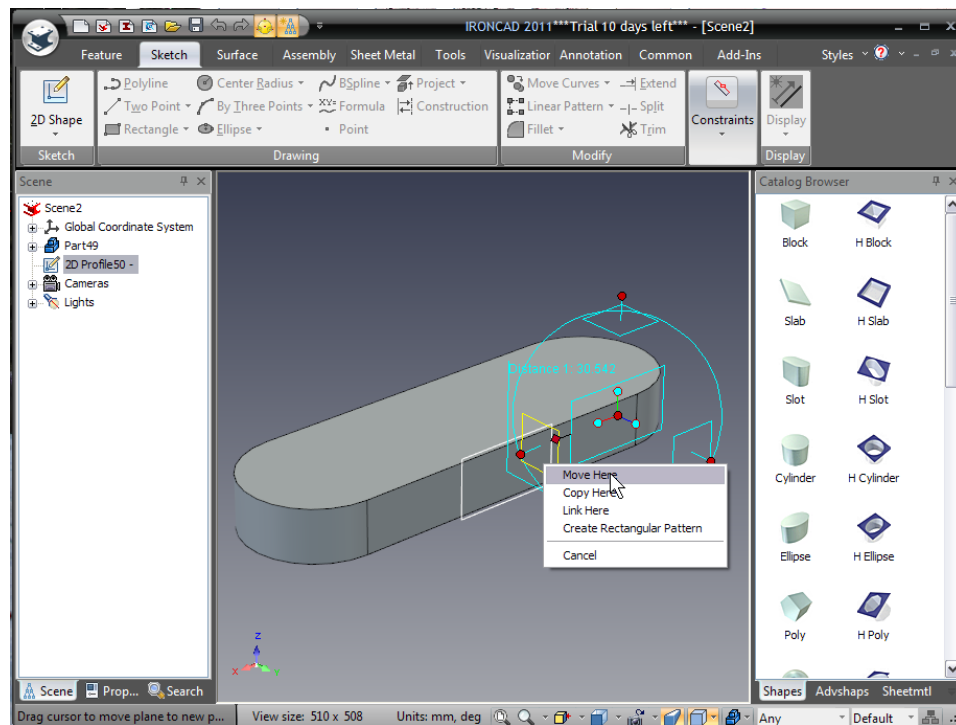 IRONCAD 2011***Trial 10 days left*** - [Scene2]
Feature Sketch Surface Assembly Sheet Metal Tools Visualization Annotation Common Add-Ins Styles
2D Shape
Polyline Center Radius BSpline Project
Two Point By Three Points XY= Formula Construction
Rectangle Ellipse Point
Move Curves Extend
Linear Pattern Split
Fillet Trim
Constraints
Display
Sketch Drawing Modify Display
Scene
Scene2
Global Coordinate System
Part49
2D Profile50 -
Cameras
Lights
Distance 1: 30.542
Move Here
Copy Here
Link Here
Create Rectangular Pattern
Cancel
Z
X
Y
Catalog Browser
Block H Block
Slab H Slab
Slot H Slot
Cylinder H Cylinder
Ellipse H Ellipse
Poly H Poly
Scene Prop... Search
Shapes Advshaps Sheetmtl
Drag cursor to move plane to new p... View size: 510 x 508 Units: mm, deg Any Default